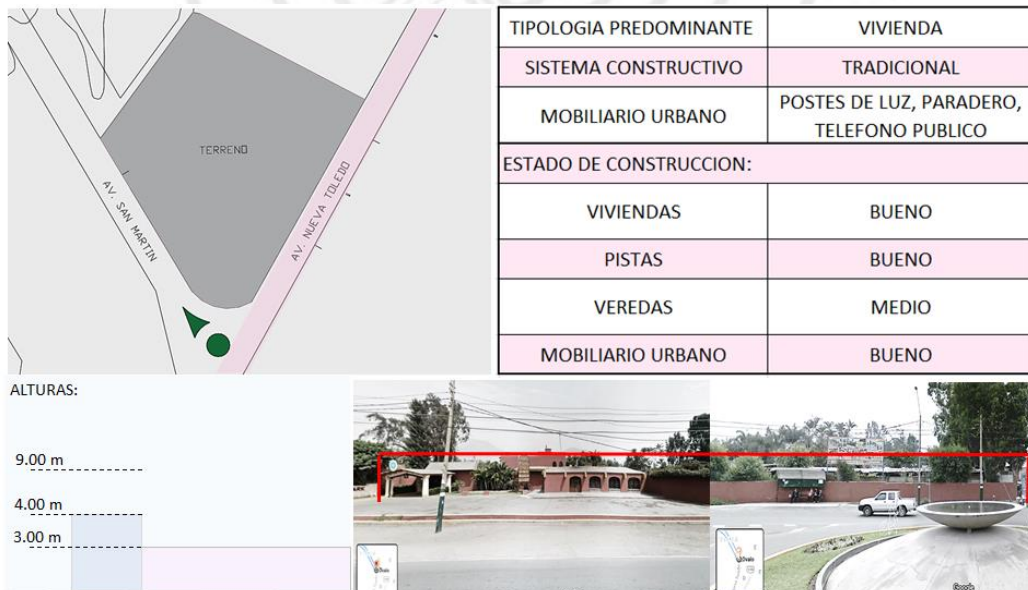 TERRENO
AV. SAN MARTIN
AV. NUEVA TOLEDO
TIPOLOGIA PREDOMINANTE VIVIENDA
SISTEMA CONSTRUCTIVO TRADICIONAL
MOBILIARIO URBANO POSTES DE LUZ, PARADERO,
TELEFONO PUBLICO
ESTADO DE CONSTRUCCION:
VIVIENDAS BUENO
PISTAS BUENO
VEREDAS MEDIO
MOBILIARIO URBANO BUENO
ALTURAS:
9.00 m
4.00 m
3.00 m
Google